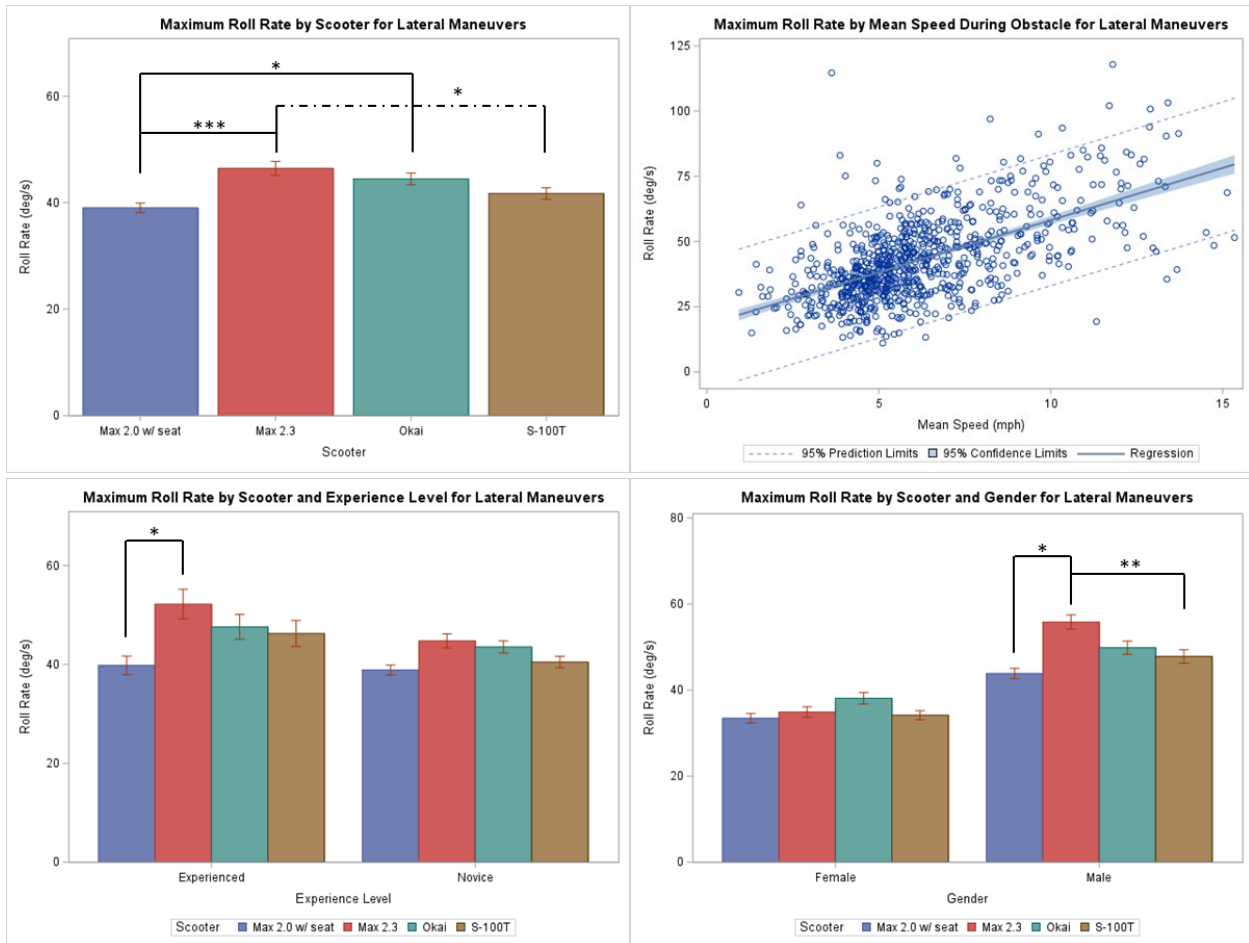 Maximum Roll Rate by Scooter for Lateral Maneuvers
60
40
20
0
Roll Rate (deg/s)
*
***
*
Max 2.0 w/ seat Max 2.3 Okai S-100T
Scooter
Maximum Roll Rate by Mean Speed During Obstacle for Lateral Maneuvers
125
100
75
50
25
0
Roll Rate (deg/s)
0 5 10 15
Mean Speed (mph)
95% Prediction Limits 95% Confidence Limits Regression
Maximum Roll Rate by Scooter and Experience Level for Lateral Maneuvers
60
40
20
0
Roll Rate (deg/s)
*
Experienced Novice
Experience Level
Scooter Max 2.0 w/ seat Max 2.3 Okai S-100T
Maximum Roll Rate by Scooter and Gender for Lateral Maneuvers
80
60
40
20
0
Roll Rate (deg/s)
*
**
Female Male
Gender
Scooter Max 2.0 w/ seat Max 2.3 Okai S-100T